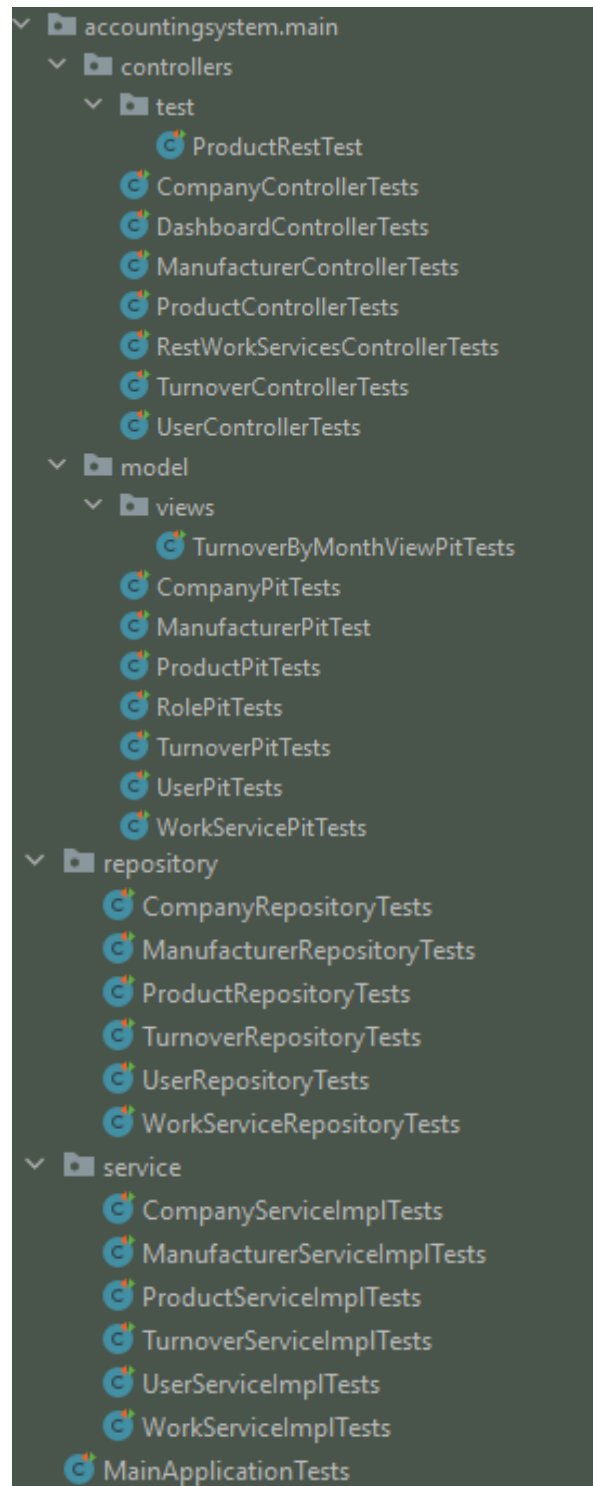 accountingsystem.main
controllers
test
ProductRestTest
CompanyControllerTests
DashboardControllerTests
ManufacturerControllerTests
ProductControllerTests
RestWorkServicesControllerTests
TurnoverControllerTests
UserControllerTests
model
views
TurnoverByMonthViewPitTests
CompanyPitTests
ManufacturerPitTest
ProductPitTests
RolePitTests
TurnoverPitTests
UserPitTests
WorkServicePitTests
repository
CompanyRepositoryTests
ManufacturerRepositoryTests
ProductRepositoryTests
TurnoverRepositoryTests
UserRepositoryTests
WorkServiceRepositoryTests
service
CompanyServiceImplTests
ManufacturerServiceImplTests
ProductServiceImplTests
TurnoverServiceImplTests
UserServiceImplTests
WorkServiceImplTests
MainApplicationTests